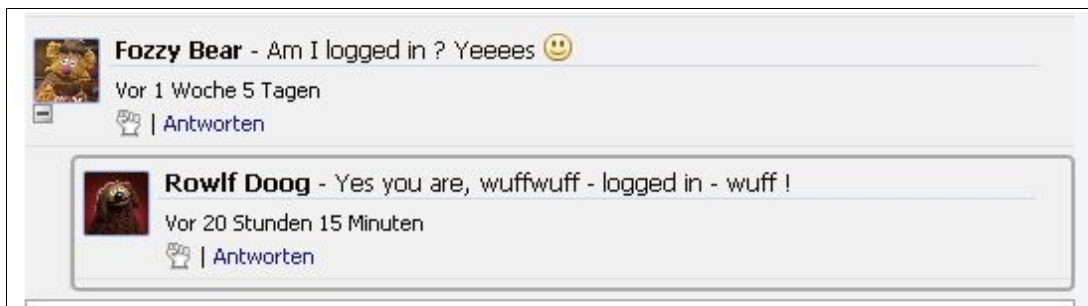 Fozzy Bear - Am I logged in ? Yeeees
Vor 1 Woche 5 Tagen
| Antworten
Rowlf Doog - Yes you are, wuffwuff - logged in - wuff !
Vor 20 Stunden 15 Minuten
| Antworten